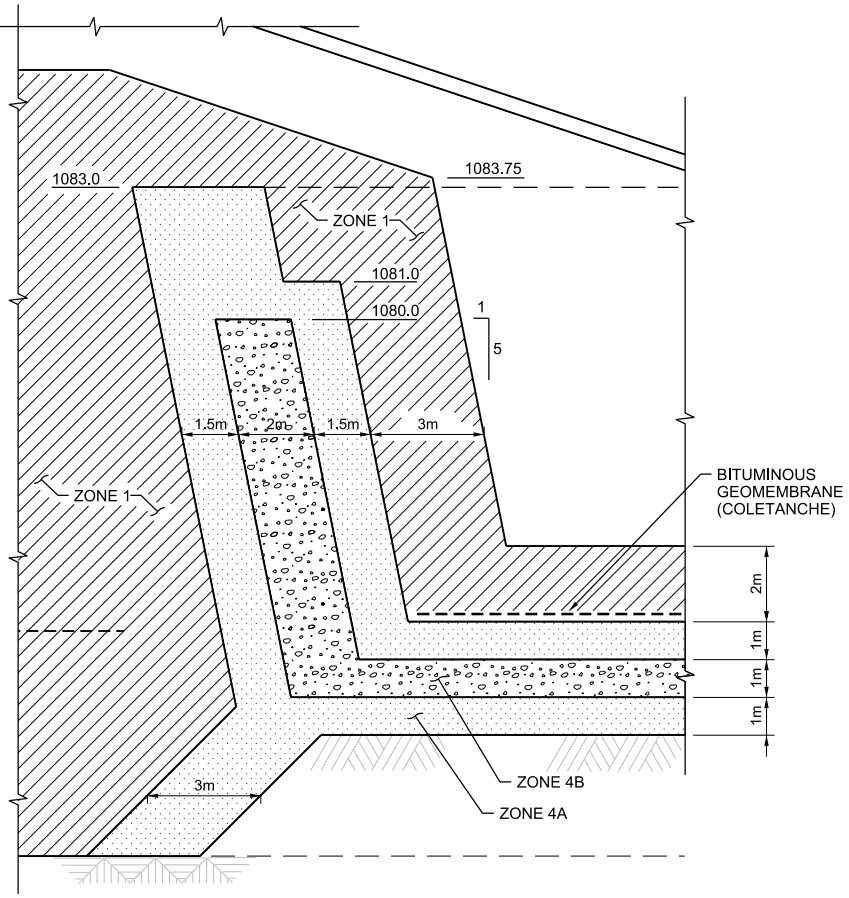 1083.75
1083.0
ZONE 1
1081.0
1080.0
1
5
1.5m
2m
1.5m
3m
BITUMINOUS
GEOMEMBRANE
(COLETANCHE)
ZONE 1
2m
1m
1m
1m
3m
ZONE 4B
ZONE 4A